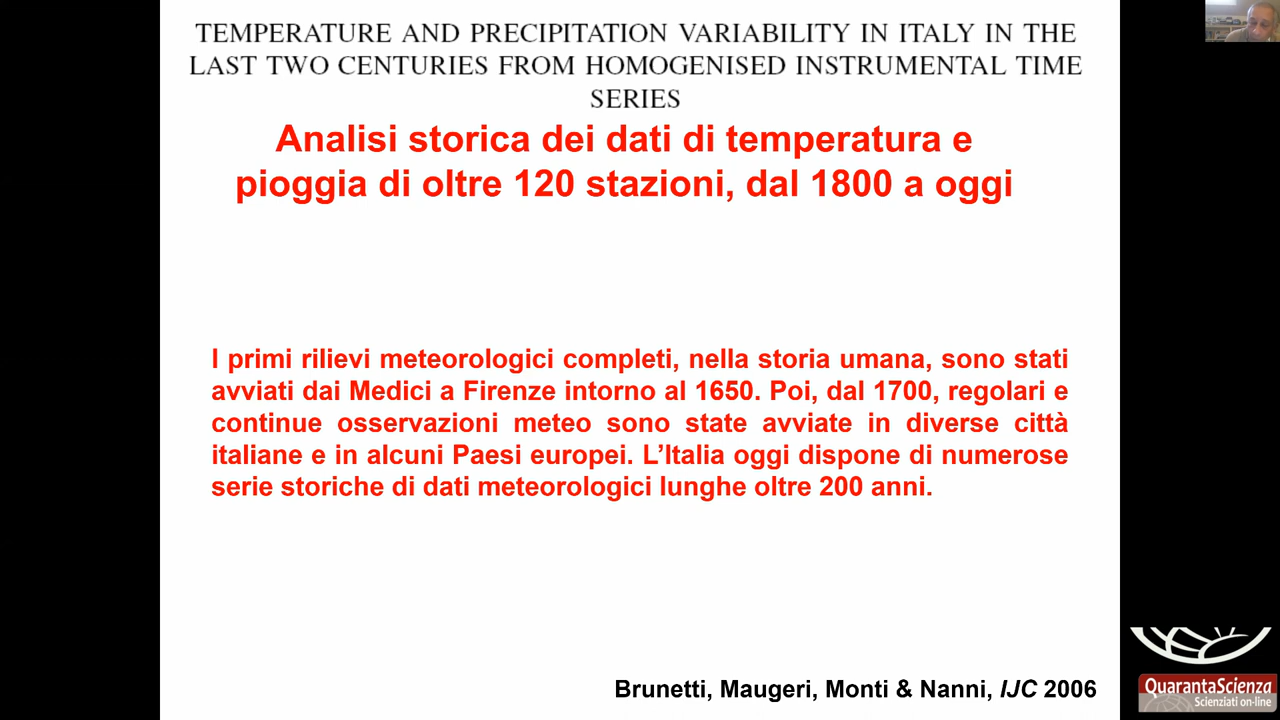 TEMPERATURE AND PRECIPITATION VARIABILITY IN ITALY IN THE
LAST TWO CENTURIES FROM HOMOGENISED INSTRUMENTAL TIME
SERIES
Analisi storica dei dati di temperatura e
pioggia di oltre 120 stazioni, dal 1800 a oggi
I primi rilievi meteorologici completi, nella storia umana, sono stati
avviati dai Medici a Firenze intorno al 1650. Poi, dal 1700, regolari e
continue osservazioni meteo sono state avviate in diverse città
italiane e in alcuni Paesi europei. L’Italia oggi dispone di numerose
serie storiche di dati meteorologici lunghe oltre 200 anni.
Brunetti, Maugeri, Monti & Nanni, IJC 2006
QuarantaScienza
Scienziati on-line